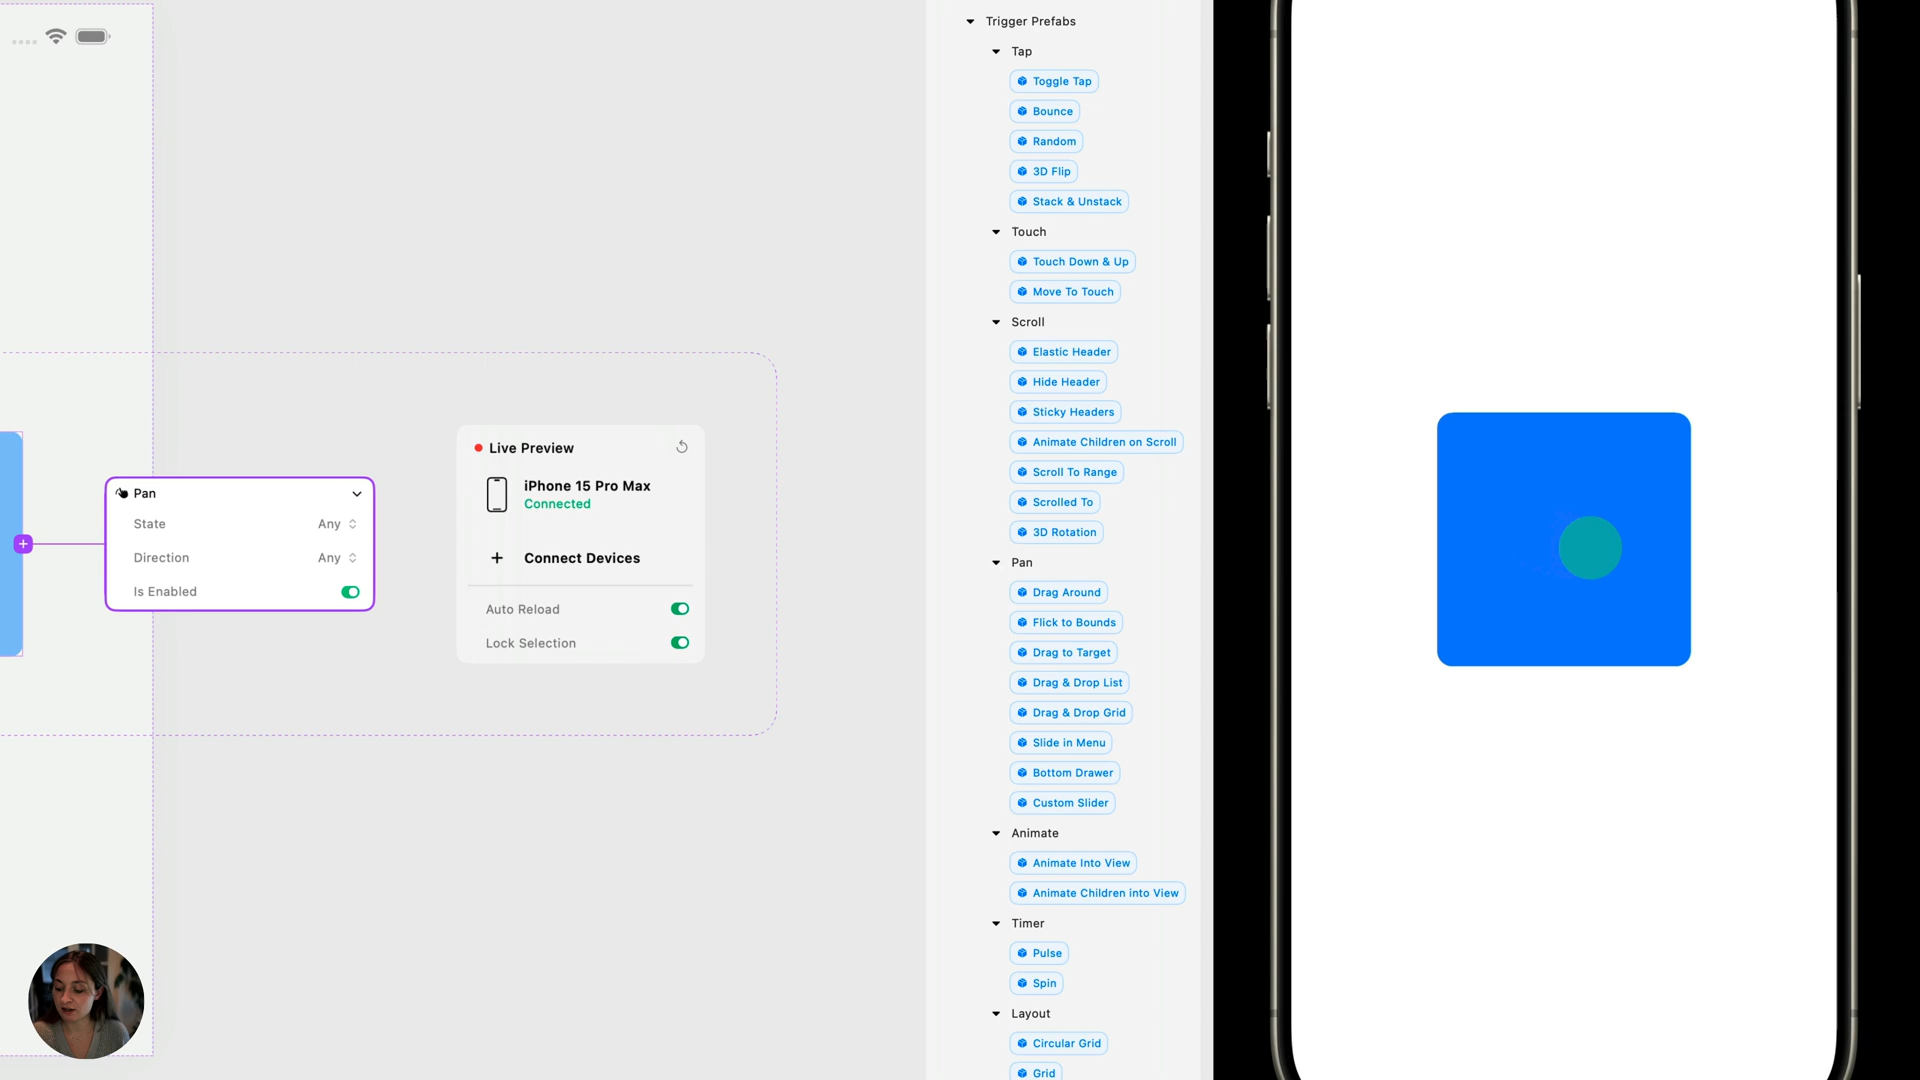 Pan
State
Any
Direction
Any
Is Enabled
Live Preview
iPhone 15 Pro Max
Connected
Connect Devices
Auto Reload
Lock Selection
Trigger Prefabs
Tap
Toggle Tap
Bounce
Random
3D Flip
Stack & Unstack
Touch
Touch Down & Up
Move To Touch
Scroll
Elastic Header
Hide Header
Sticky Headers
Animate Children on Scroll
Scroll To Range
Scrolled To
3D Rotation
Pan
Drag Around
Flick to Bounds
Drag to Target
Drag & Drop List
Drag & Drop Grid
Slide in Menu
Bottom Drawer
Custom Slider
Animate
Animate Into View
Animate Children into View
Timer
Pulse
Spin
Layout
Circular Grid
Grid